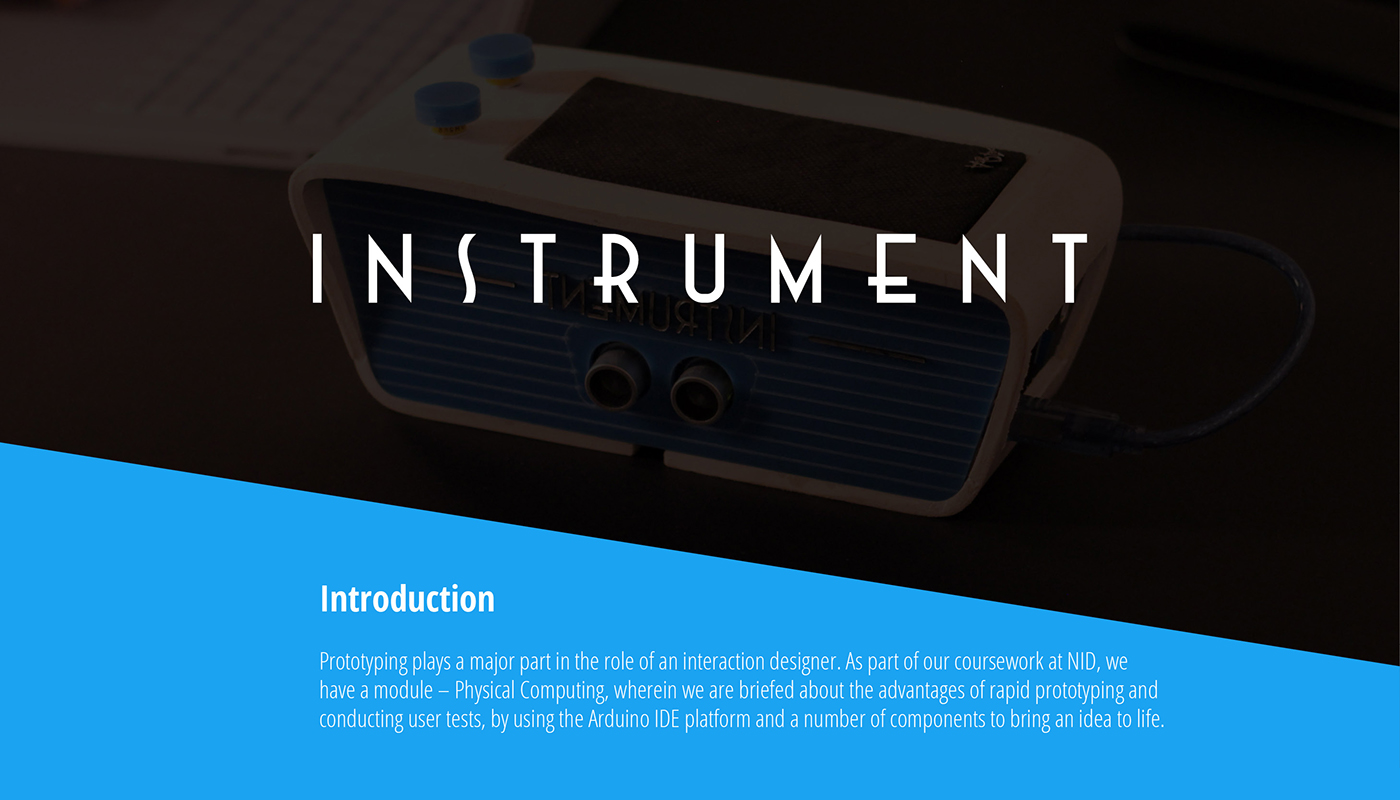 INSTRUMENT
INSTRUMENT
Introduction
Prototyping plays a major part in the role of an interaction designer. As part of our coursework at NID, we
have a module – Physical Computing, wherein we are briefed about the advantages of rapid prototyping and
conducting user tests, by using the Arduino IDE platform and a number of components to bring an idea to life.